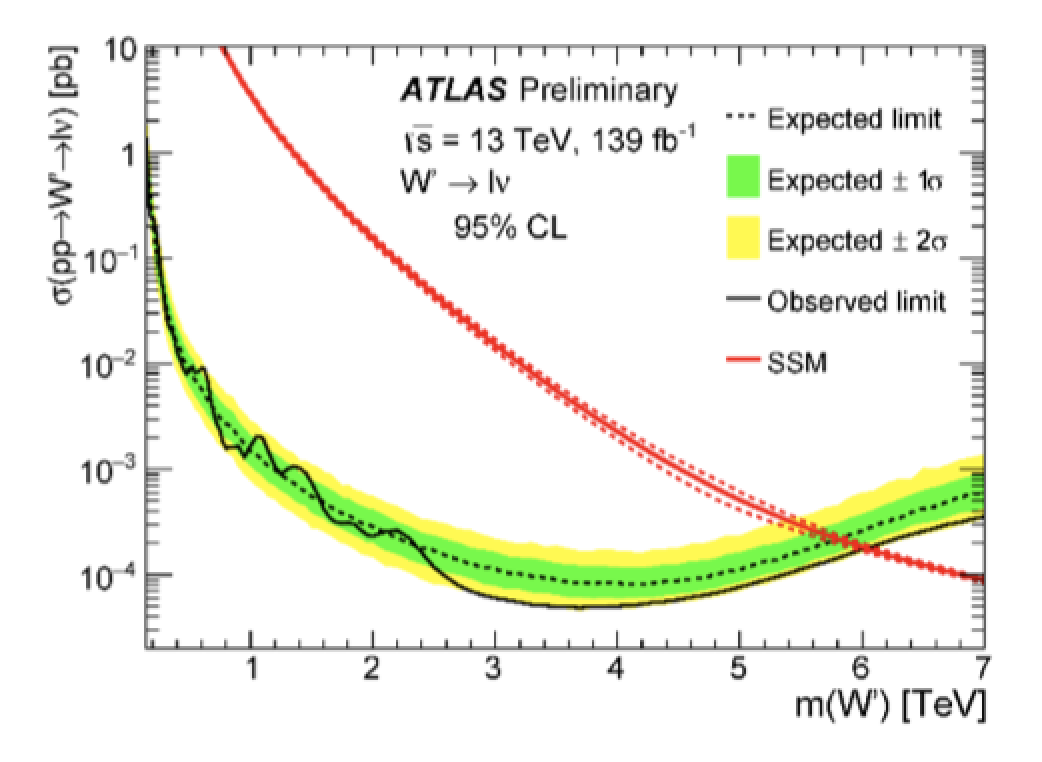 σ(pp→W'→lν) [pb]
10
1
10⁻¹
10⁻²
10⁻³
10⁻⁴
ATLAS Preliminary
√s = 13 TeV, 139 fb⁻¹
W' → lν
95% CL
Expected limit
Expected ± 1σ
Expected ± 2σ
Observed limit
SSM
1 2 3 4 5 6 7
m(W') [TeV]